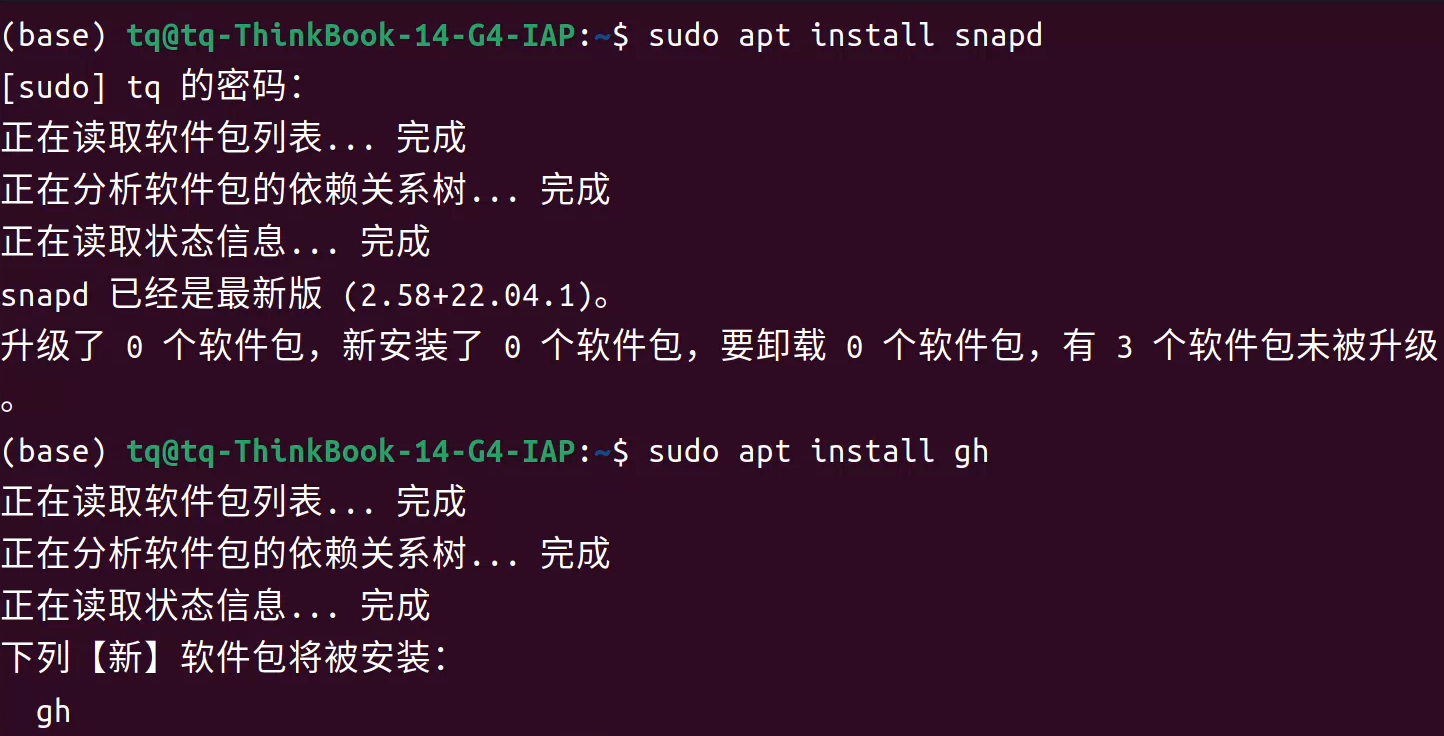 (base) tq@tq-ThinkBook-14-G4-IAP:~$ sudo apt install snapd
[sudo] tq 的密码：
正在读取软件包列表... 完成
正在分析软件包的依赖关系树... 完成
正在读取状态信息... 完成
snapd 已经是最新版 (2.58+22.04.1)。
升级了 0 个软件包，新安装了 0 个软件包，要卸载 0 个软件包，有 3 个软件包未被升级
。
(base) tq@tq-ThinkBook-14-G4-IAP:~$ sudo apt install gh
正在读取软件包列表... 完成
正在分析软件包的依赖关系树... 完成
正在读取状态信息... 完成
下列【新】软件包将被安装：
  gh